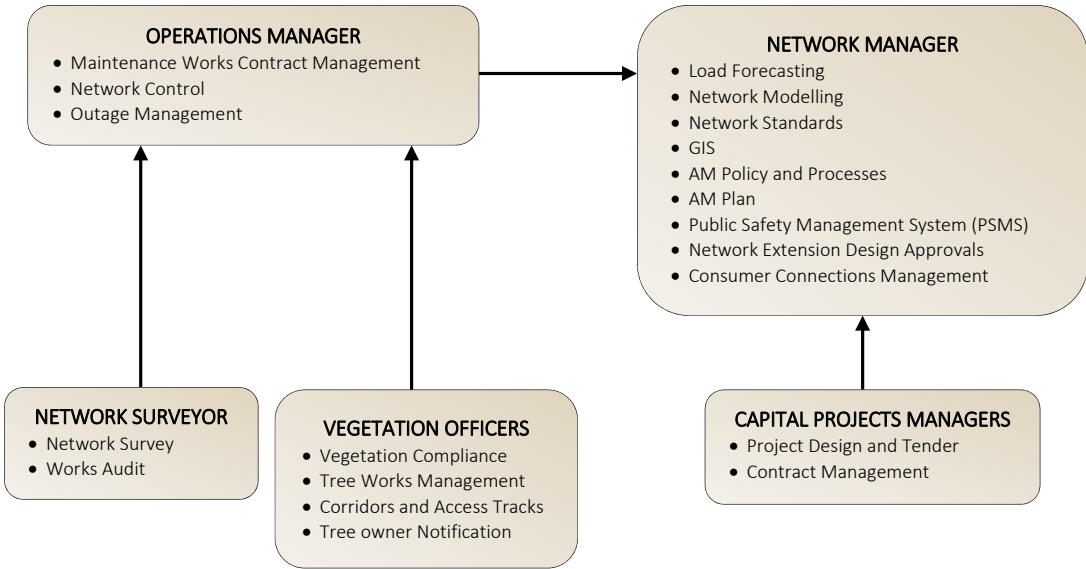 OPERATIONS MANAGER
• Maintenance Works Contract Management
• Network Control
• Outage Management
NETWORK MANAGER
• Load Forecasting
• Network Modelling
• Network Standards
• GIS
• AM Policy and Processes
• AM Plan
• Public Safety Management System (PSMS)
• Network Extension Design Approvals
• Consumer Connections Management
NETWORK SURVEYOR
• Network Survey
• Works Audit
VEGETATION OFFICERS
• Vegetation Compliance
• Tree Works Management
• Corridors and Access Tracks
• Tree owner Notification
CAPITAL PROJECTS MANAGERS
• Project Design and Tender
• Contract Management